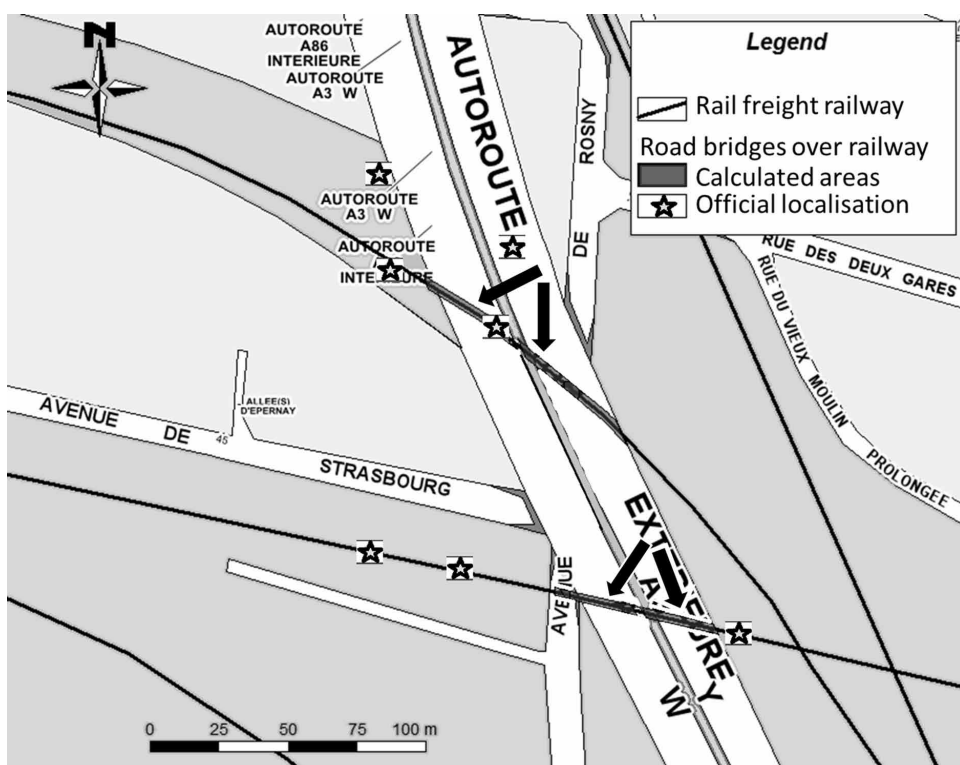 N
AUTOROUTE
A86
INTERIEURE
AUTOROUTE
A3 W
AUTOROUTE
A3 W
AUTOROUTE
INTERIEURE
AUTOROUTE
EXTERIEURE
W
Y
ROSNY
DE
Legend
Rail freight railway
Road bridges over railway
Calculated areas
Official localisation
RUE DES DEUX GARES
RUE DU VIEUX MOULIN PROLONGEE
ALLEE(S)
D'EPERNAY
45
AVENUE DE STRASBOURG
AVENUE
0 25 50 75 100 m